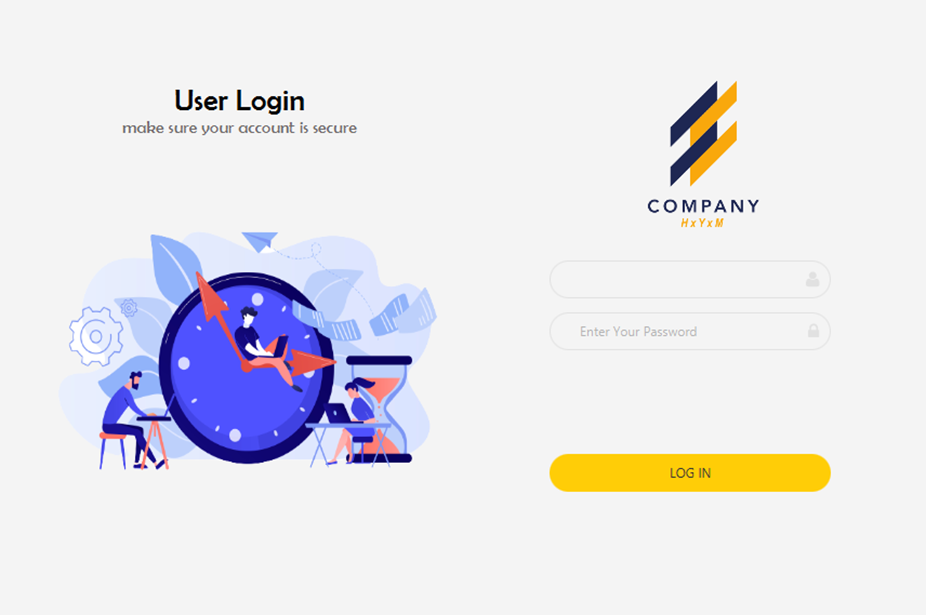 User Login
make sure your account is secure
COMPANY
HxYxM
Enter Your Password
LOG IN